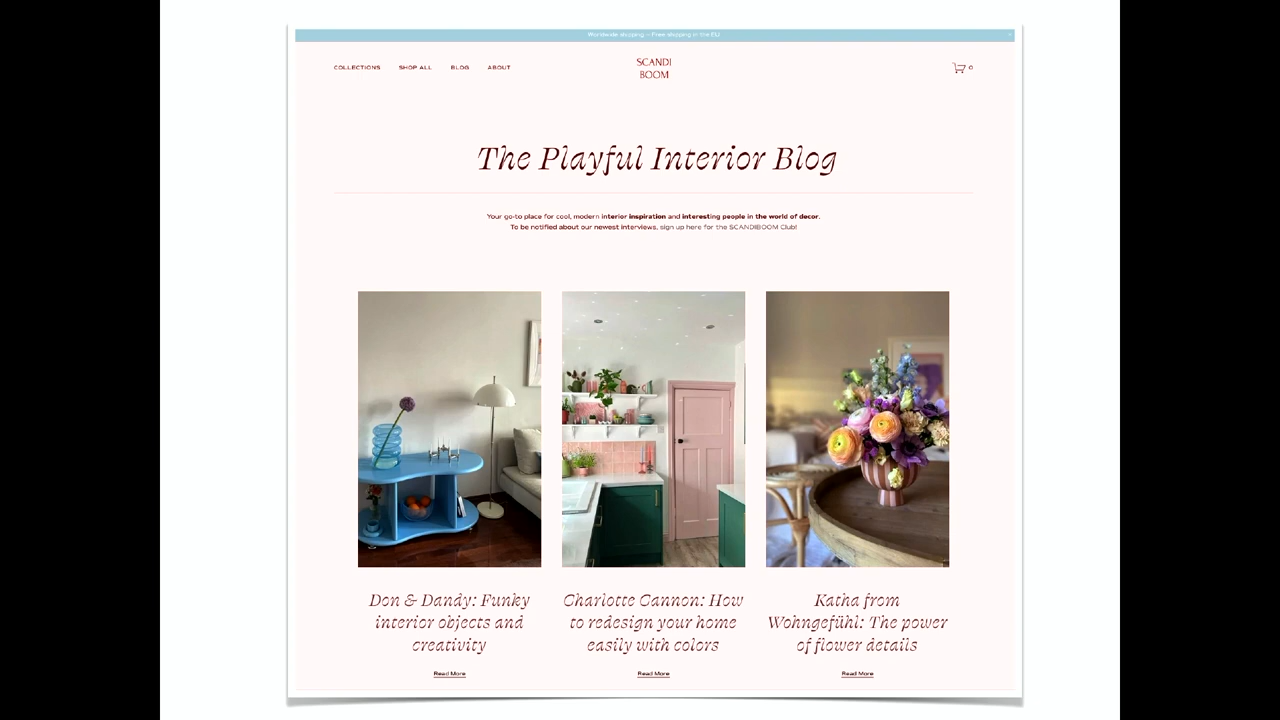 Worldwide shipping – Free shipping in the EU
COLLECTIONS SHOP ALL BLOG ABOUT
SCANDI
BOOM
0
The Playful Interior Blog
Your go-to place for cool, modern interior inspiration and interesting people in the world of decor.
To be notified about our newest interviews, sign up here for the SCANDIBOOM Club!
Don & Dandy: Funky
interior objects and
creativity
Read More
Charlotte Cannon: How
to redesign your home
easily with colors
Read More
Katha from
Wohngefühl: The power
of flower details
Read More